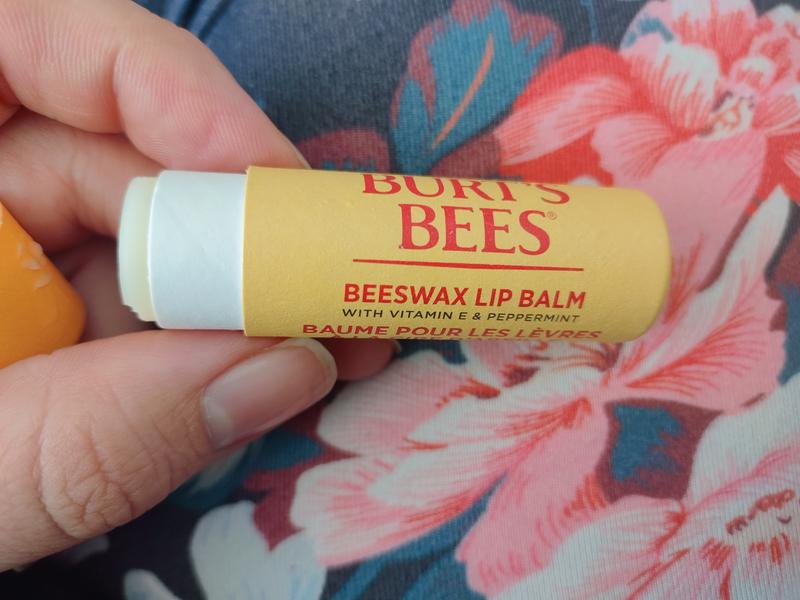 BURT'S
BEES®
BEESWAX LIP BALM
WITH VITAMIN E & PEPPERMINT
BAUME POUR LES LÈVRES